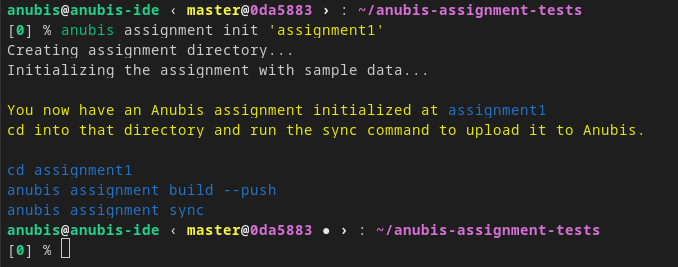 anubis@anubis-ide ‹ master@0da5883 › : ~/anubis-assignment-tests
[0] % anubis assignment init 'assignment1'
Creating assignment directory...
Initializing the assignment with sample data...
You now have an Anubis assignment initialized at assignment1
cd into that directory and run the sync command to upload it to Anubis.
cd assignment1
anubis assignment build --push
anubis assignment sync
anubis@anubis-ide ‹ master@0da5883 ● › : ~/anubis-assignment-tests
[0] %